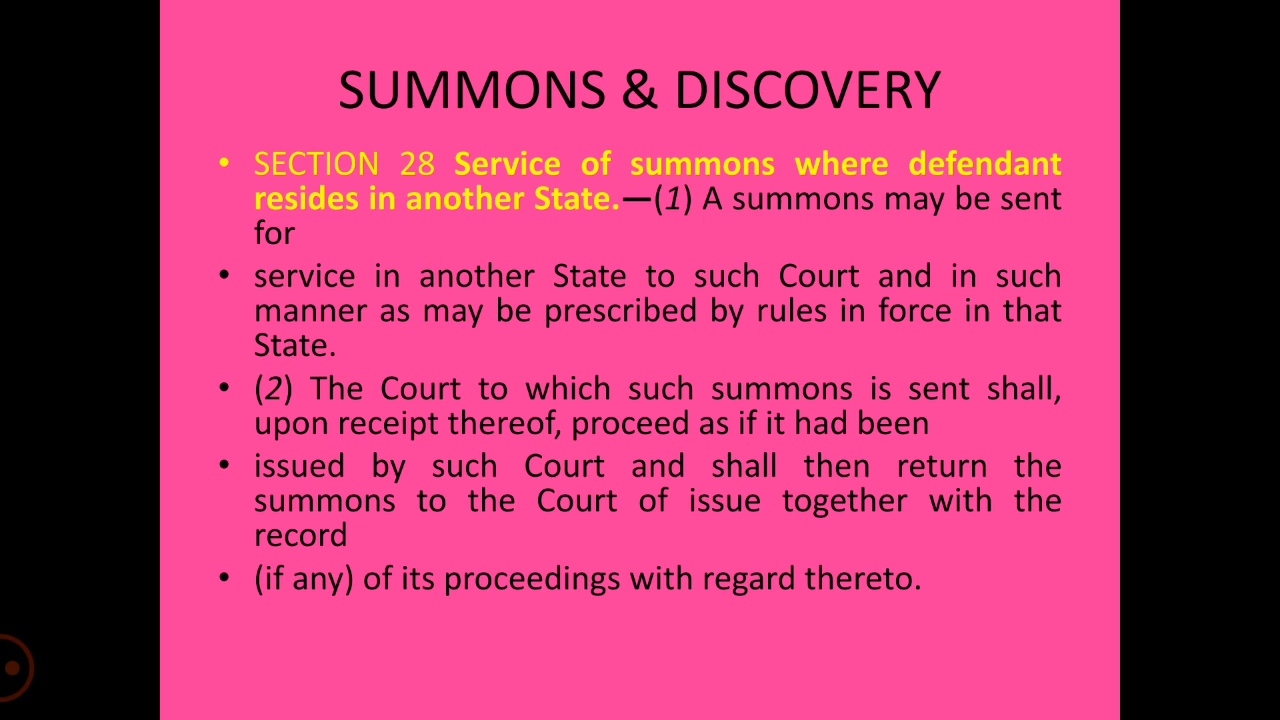 SUMMONS & DISCOVERY
• SECTION 28 Service of summons where defendant
resides in another State.—(1) A summons may be sent
for
• service in another State to such Court and in such
manner as may be prescribed by rules in force in that
State.
• (2) The Court to which such summons is sent shall,
upon receipt thereof, proceed as if it had been
• issued by such Court and shall then return the
summons to the Court of issue together with the
record
• (if any) of its proceedings with regard thereto.